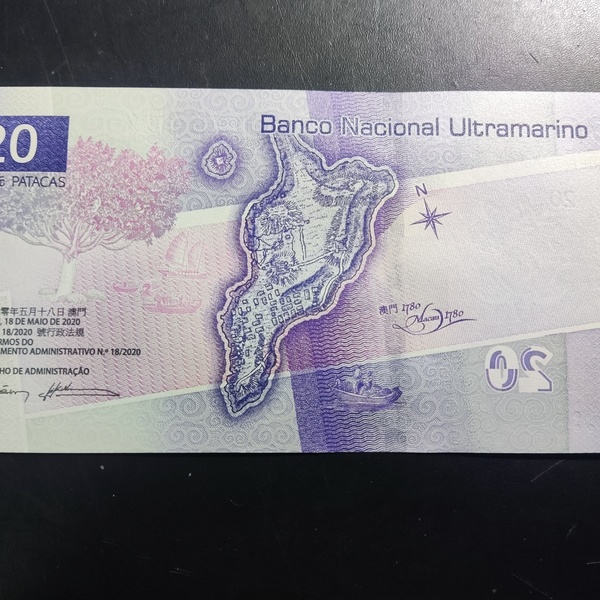 20
PATACAS
Banco Nacional Ultramarino
N
零年五月十八日 澳門
, 18 DE MAIO DE 2020
18/2020 號行政法規
RMOS DO
MENTO ADMINISTRATIVO N.º 18/2020
HO DE ADMINISTRAÇÃO
澳門 1780
Macau 1780
20